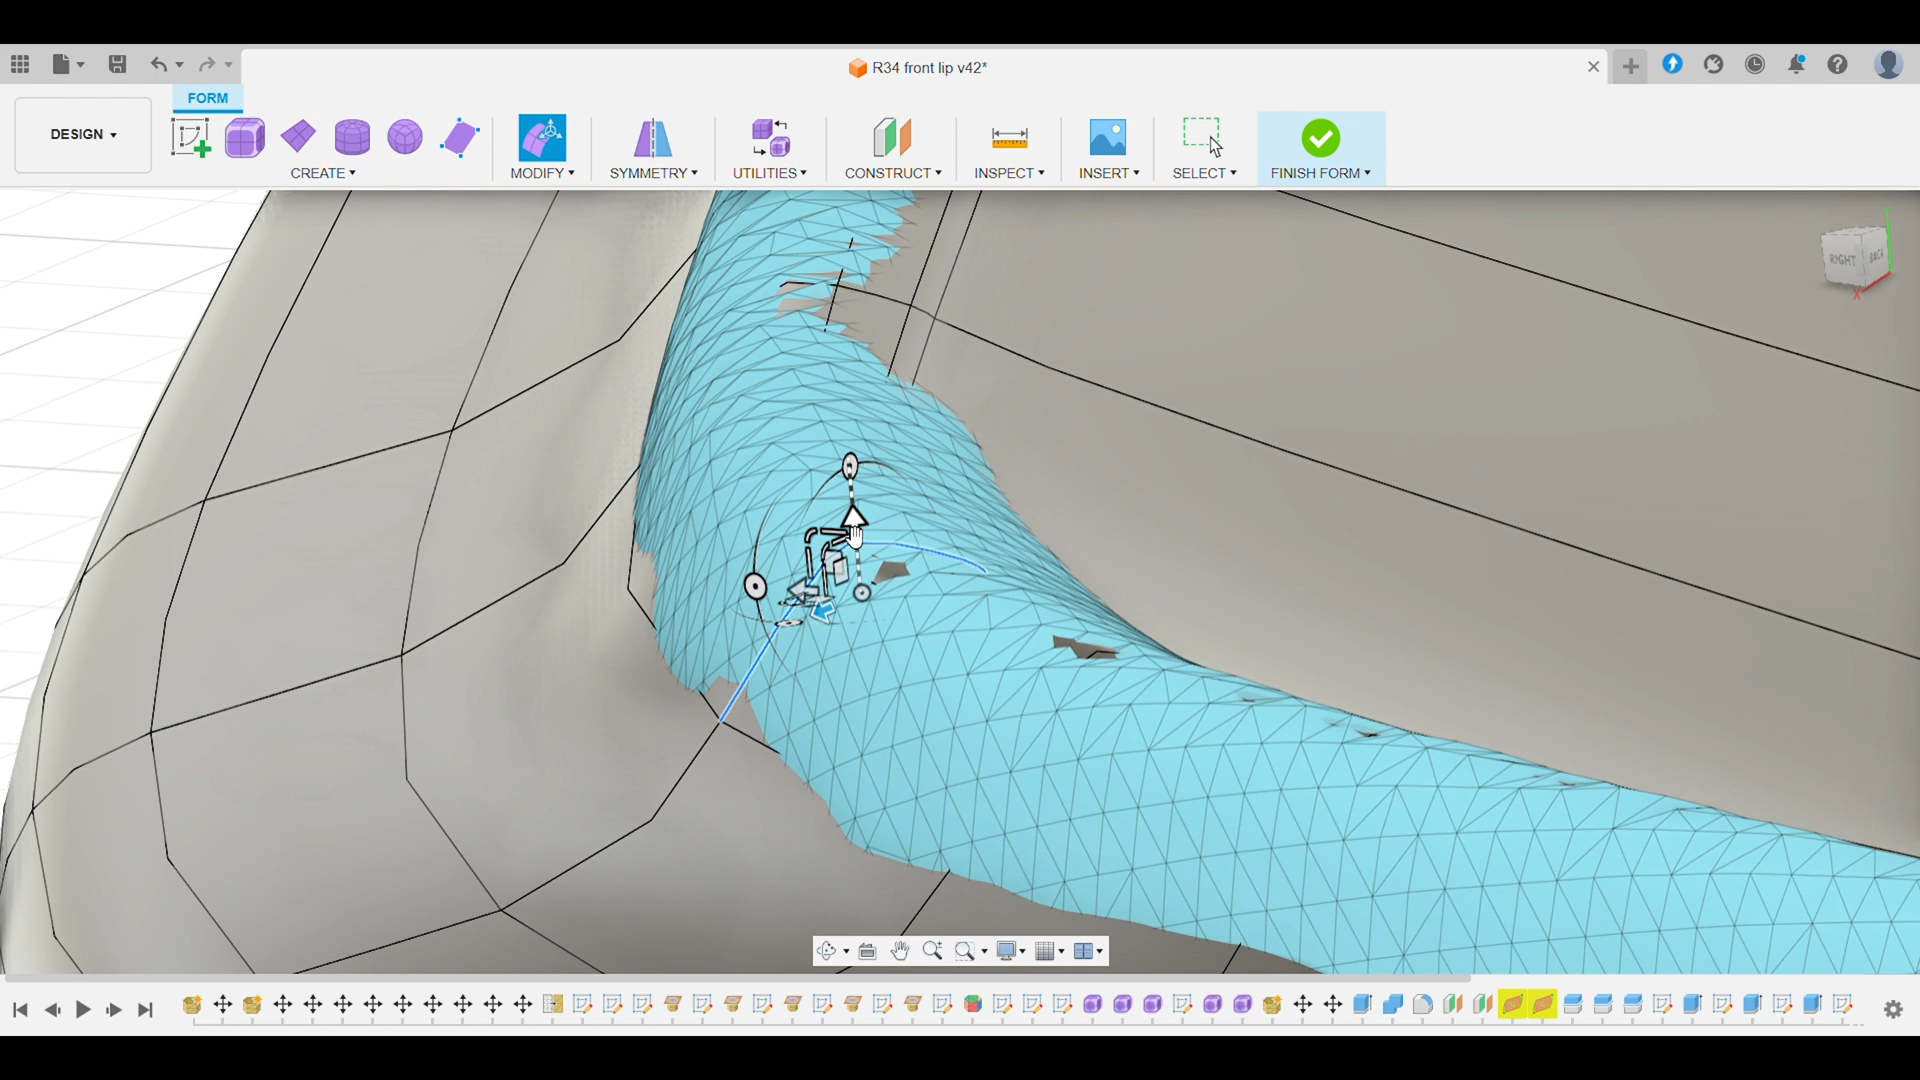 R34 front lip v42*
FORM
DESIGN
CREATE
MODIFY
SYMMETRY
UTILITIES
CONSTRUCT
INSPECT
INSERT
SELECT
FINISH FORM
RIGHT
BACK
X